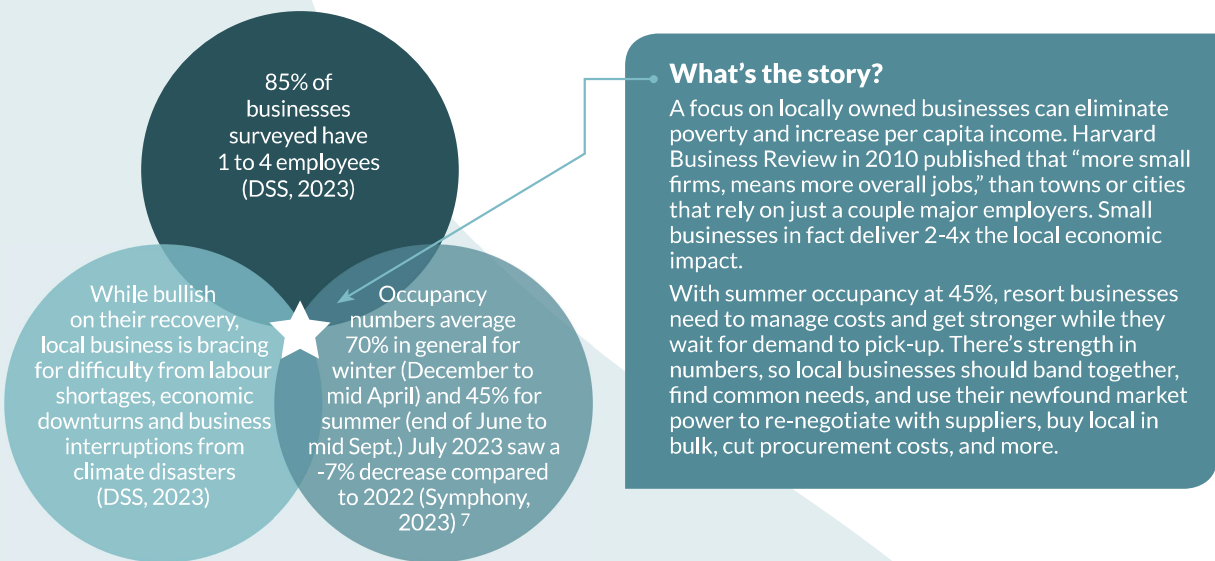 85% of
businesses
surveyed have
1 to 4 employees
(DSS, 2023)
While bullish
on their recovery,
local business is bracing
for difficulty from labour
shortages, economic
downturns and business
interruptions from
climate disasters
(DSS, 2023)
Occupancy
numbers average
70% in general for
winter (December to
mid April) and 45% for
summer (end of June to
mid Sept.) July 2023 saw a
-7% decrease compared
to 2022 (Symphony,
2023) 7
What's the story?
A focus on locally owned businesses can eliminate
poverty and increase per capita income. Harvard
Business Review in 2010 published that “more small
firms, means more overall jobs,” than towns or cities
that rely on just a couple major employers. Small
businesses in fact deliver 2-4x the local economic
impact.
With summer occupancy at 45%, resort businesses
need to manage costs and get stronger while they
wait for demand to pick-up. There's strength in
numbers, so local businesses should band together,
find common needs, and use their newfound market
power to re-negotiate with suppliers, buy local in
bulk, cut procurement costs, and more.